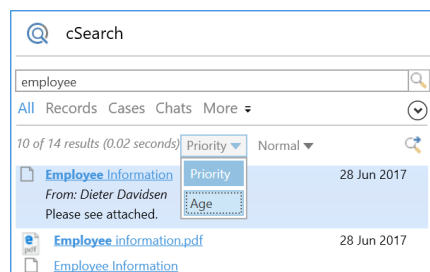 cSearch
employee
All Records Cases Chats More
10 of 14 results (0.02 seconds) Priority Normal
Priority
Age
Employee Information 28 Jun 2017
From: Dieter Davidsen
Please see attached.
Employee information.pdf 28 Jun 2017
pdf
Employee Information